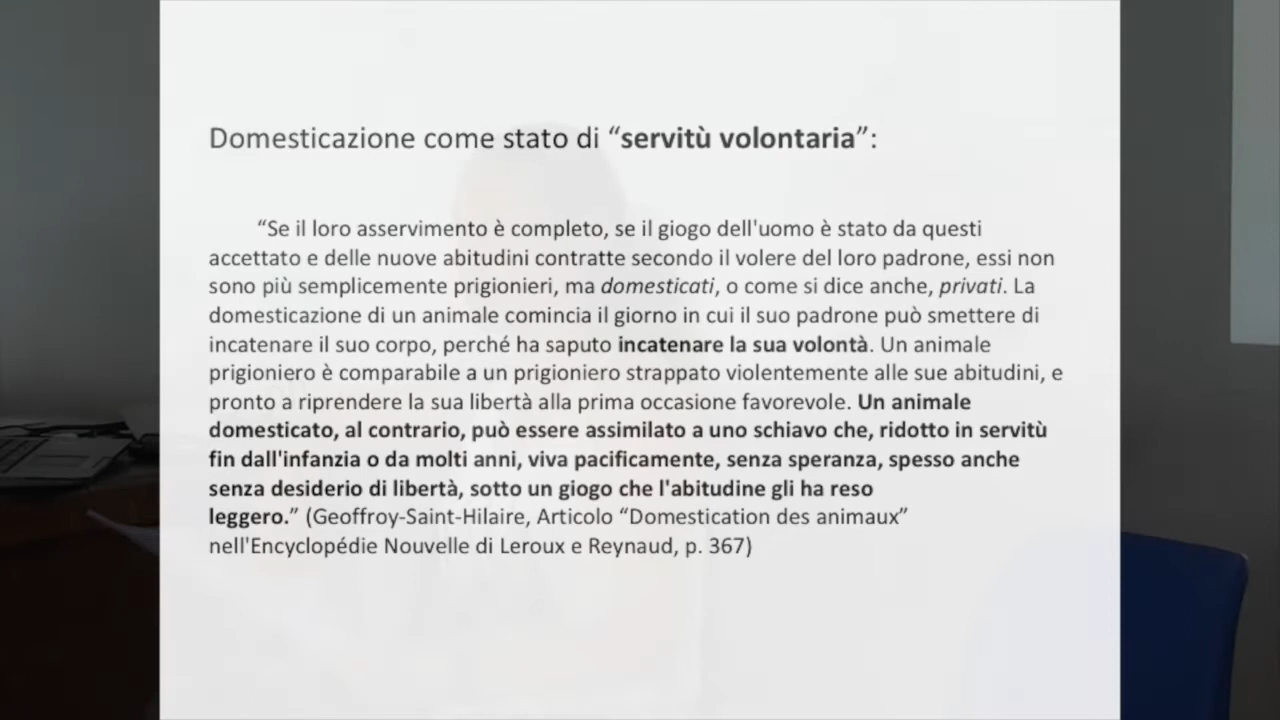 Domesticazione come stato di “servitù volontaria”:
“Se il loro asservimento è completo, se il giogo dell'uomo è stato da questi
accettato e delle nuove abitudini contratte secondo il volere del loro padrone, essi non
sono più semplicemente prigionieri, ma domesticati, o come si dice anche, privati. La
domesticazione di un animale comincia il giorno in cui il suo padrone può smettere di
incatenare il suo corpo, perché ha saputo incatenare la sua volontà. Un animale
prigioniero è comparabile a un prigioniero strappato violentemente alle sue abitudini, e
pronto a riprendere la sua libertà alla prima occasione favorevole. Un animale
domesticato, al contrario, può essere assimilato a uno schiavo che, ridotto in servitù
fin dall'infanzia o da molti anni, viva pacificamente, senza speranza, spesso anche
senza desiderio di libertà, sotto un giogo che l'abitudine gli ha reso
leggero.” (Geoffroy-Saint-Hilaire, Articolo “Domestication des animaux”
nell'Encyclopédie Nouvelle di Leroux e Reynaud, p. 367)